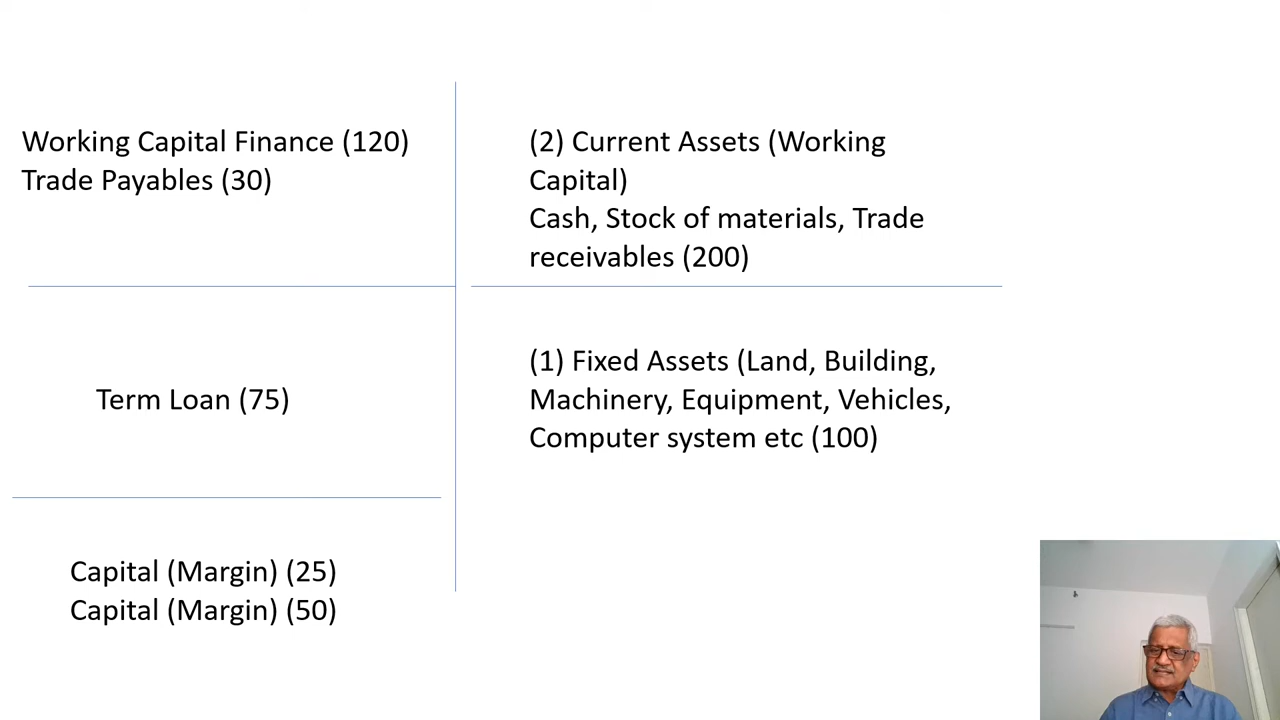 Working Capital Finance (120)
Trade Payables (30)
(2) Current Assets (Working
Capital)
Cash, Stock of materials, Trade
receivables (200)
Term Loan (75)
(1) Fixed Assets (Land, Building,
Machinery, Equipment, Vehicles,
Computer system etc (100)
Capital (Margin) (25)
Capital (Margin) (50)